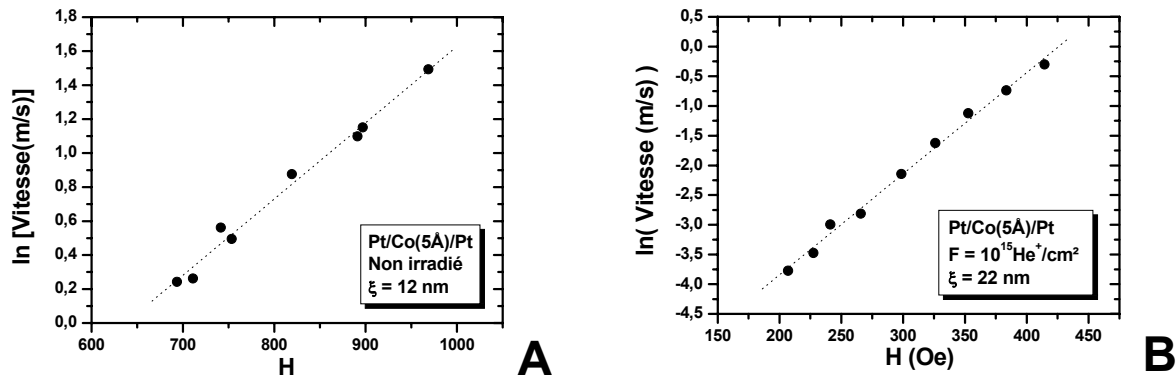 1,8
1,6
1,4
1,2
1,0
0,8
0,6
0,4
0,2
0,0
ln [Vitesse(m/s)]
Pt/Co(5Å)/Pt
Non irradié
ξ = 12 nm
600 700 800 900 1000
H
A
0,5
0,0
-0,5
-1,0
-1,5
-2,0
-2,5
-3,0
-3,5
-4,0
-4,5
ln( Vitesse (m/s) )
Pt/Co(5Å)/Pt
F = 10¹⁵He⁺/cm²
ξ = 22 nm
150 200 250 300 350 400 450
H (Oe)
B